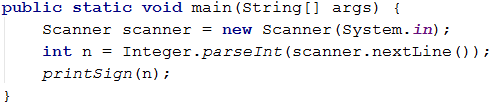 public static void main(String[] args) {
    Scanner scanner = new Scanner(System.in);
    int n = Integer.parseInt(scanner.nextLine());
    printSign(n);
}